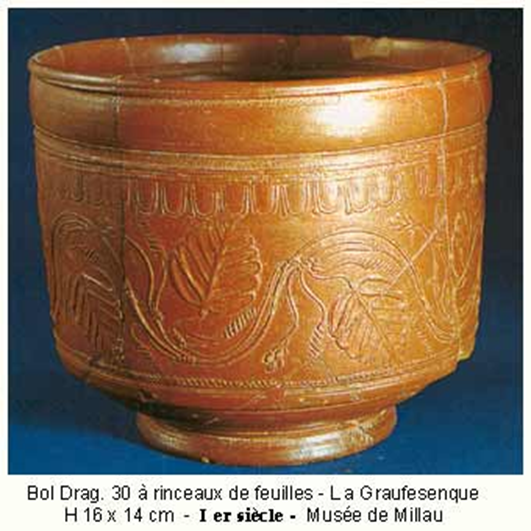 Bol Drag. 30 à rinceaux de feuilles - La Graufesenque
H 16 x 14 cm - I er siècle - Musée de Millau